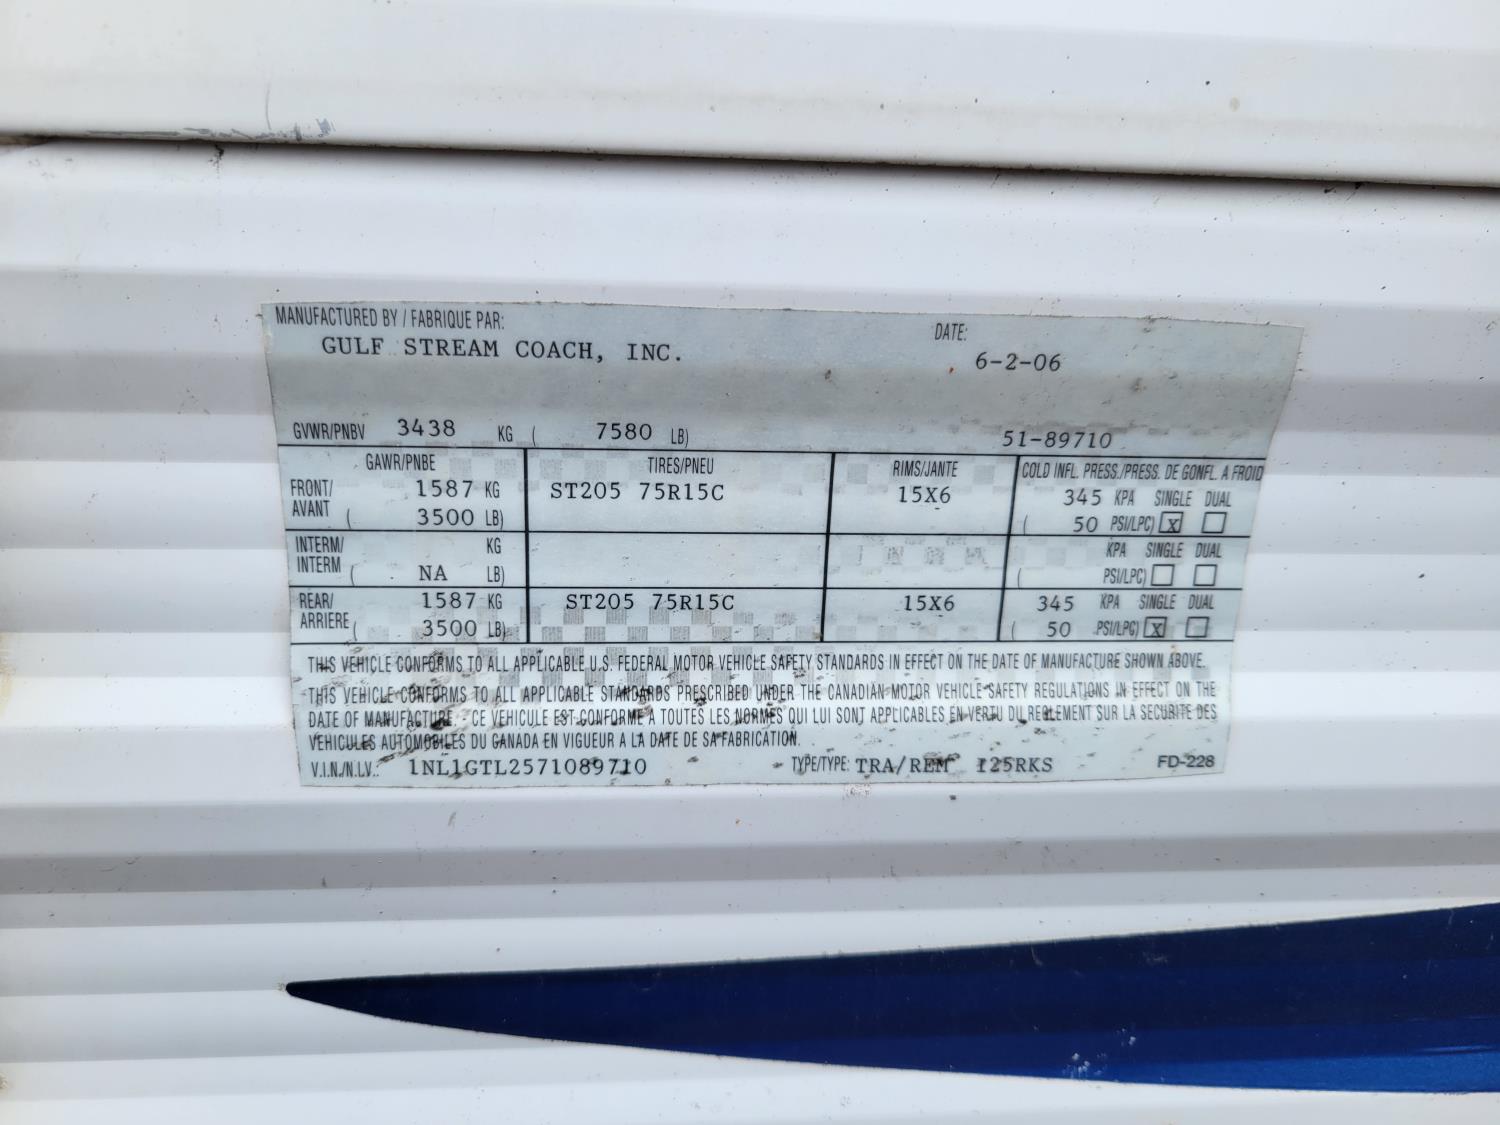 MANUFACTURED BY / FABRIQUE PAR: DATE:
GULF STREAM COACH, INC. 6-2-06
GVWR/PNBV 3438 KG ( 7580 LB) 51-89710
GAWR/PNBE TIRES/PNEU RIMS/JANTE COLD INFL. PRESS./PRESS. DE GONFL. A FROID
FRONT/ 1587 KG ST205 75R15C 15X6 345 KPA SINGLE DUAL
AVANT ( 3500 LB) ( 50 PSI/LPC) X
INTERM/ KG KPA SINGLE DUAL
INTERM ( NA LB) ( PSI/LPC)
REAR/ 1587 KG ST205 75R15C 15X6 345 KPA SINGLE DUAL
ARRIERE ( 3500 LB) ( 50 PSI/LPC) X
THIS VEHICLE CONFORMS TO ALL APPLICABLE U.S. FEDERAL MOTOR VEHICLE SAFETY STANDARDS IN EFFECT ON THE DATE OF MANUFACTURE SHOWN ABOVE.
THIS VEHICLE CONFORMS TO ALL APPLICABLE STANDARDS PRESCRIBED UNDER THE CANADIAN MOTOR VEHICLE SAFETY REGULATIONS IN EFFECT ON THE
DATE OF MANUFACTURE. - CE VEHICULE EST CONFORME A TOUTES LES NORMES QUI LUI SONT APPLICABLES EN VERTU DU REGLEMENT SUR LA SECURITE DES
VEHICULES AUTOMOBILES DU CANADA EN VIGUEUR A LA DATE DE SA FABRICATION.
V.I.N./N.I.V.: 1NL1GTL2571089710 TYPE/TYPE: TRA/REM I25RKS FD-228